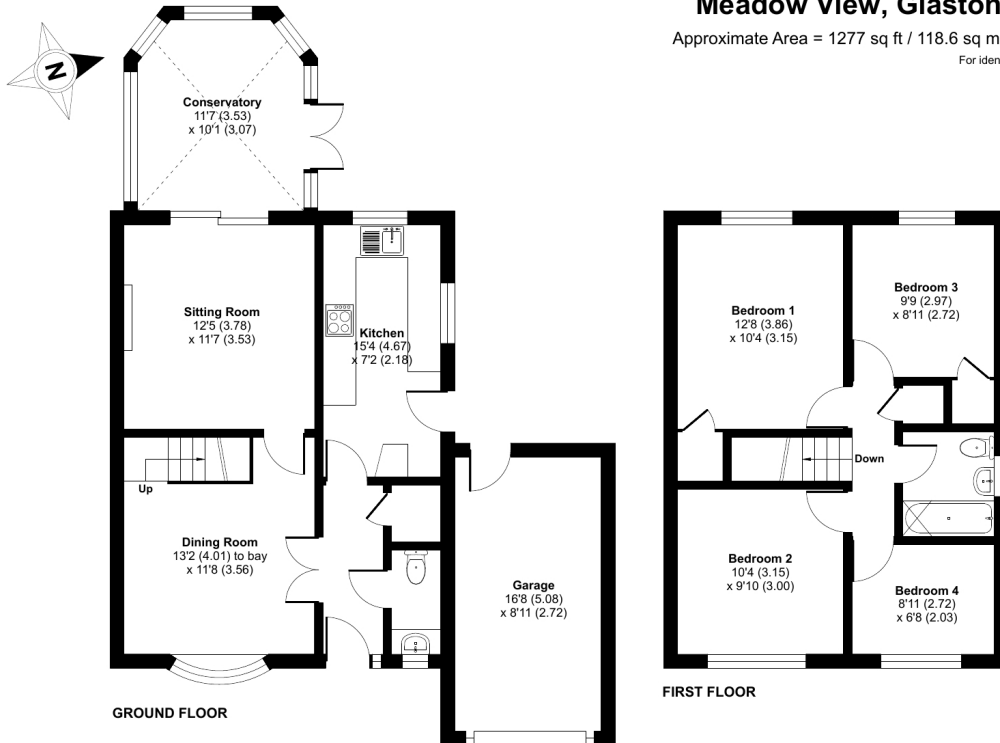 Meadow View, Glaston
Approximate Area = 1277 sq ft / 118.6 sq m
For iden
N
Conservatory
11'7 (3.53)
x 10'1 (3.07)
Sitting Room
12'5 (3.78)
x 11'7 (3.53)
Kitchen
15'4 (4.67)
x 7'2 (2.18)
Up
Dining Room
13'2 (4.01) to bay
x 11'8 (3.56)
Garage
16'8 (5.08)
x 8'11 (2.72)
GROUND FLOOR
Bedroom 1
12'8 (3.86)
x 10'4 (3.15)
Bedroom 3
9'9 (2.97)
x 8'11 (2.72)
Down
Bedroom 2
10'4 (3.15)
x 9'10 (3.00)
Bedroom 4
8'11 (2.72)
x 6'8 (2.03)
FIRST FLOOR